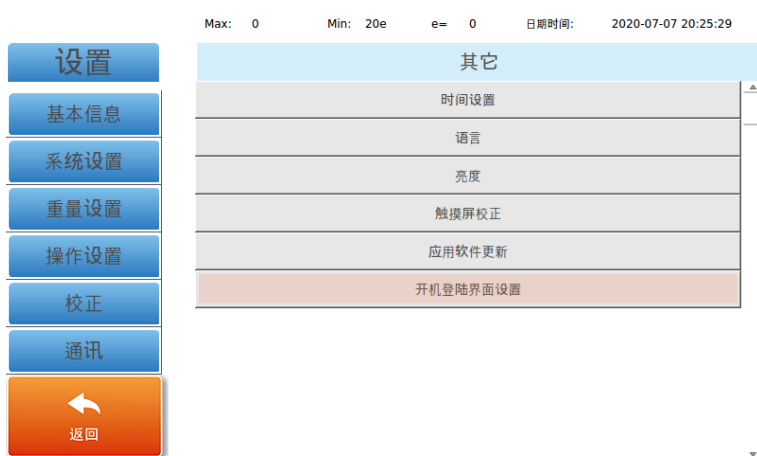 Max: 0 Min: 20e e= 0 日期时间: 2020-07-07 20:25:29
设置
基本信息
系统设置
重量设置
操作设置
校正
通讯
返回
其它
时间设置
语言
亮度
触摸屏校正
应用软件更新
开机登陆界面设置